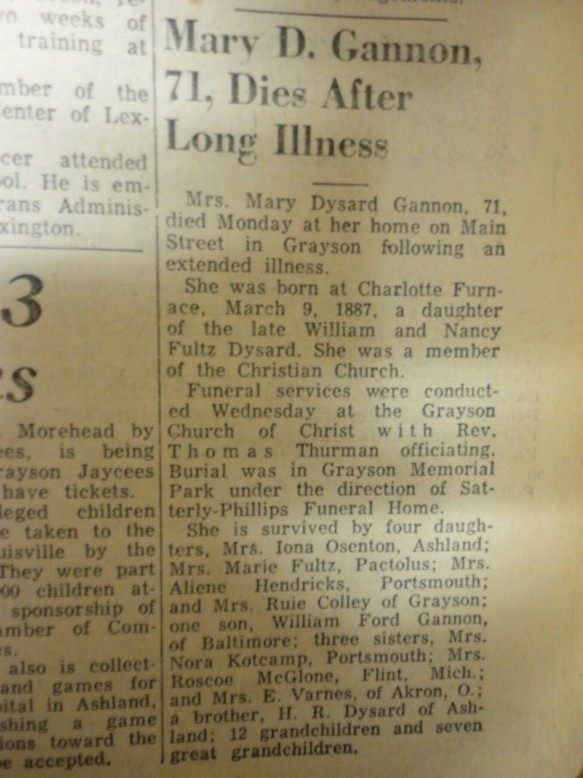 wo weeks of
training at
mber of the
enter of Lex-
cer attended
ol. He is em-
rans Adminis-
xington.
3
es
Morehead by
ees, is being
rayson Jaycees
have tickets.
leged children
e taken to the
uisville by the
They were part
00 children at-
sponsorship of
amber of Com-
es.
also is collect-
and games for
ital in Ashland,
shing a game
ions toward the
be accepted.
Mary D. Gannon,
71, Dies After
Long Illness
Mrs. Mary Dysard Gannon, 71,
died Monday at her home on Main
Street in Grayson following an
extended illness.
She was born at Charlotte Furn-
ace, March 9, 1887, a daughter
of the late William and Nancy
Fultz Dysard. She was a member
of the Christian Church.
Funeral services were conduct-
ed Wednesday at the Grayson
Church of Christ with Rev.
Thomas Thurman officiating.
Burial was in Grayson Memorial
Park under the direction of Sat-
terly-Phillips Funeral Home.
She is survived by four daugh-
ters, Mrs. Iona Osenton, Ashland;
Mrs. Marie Fultz, Pactolus; Mrs.
Aliene Hendricks, Portsmouth;
and Mrs. Ruie Colley of Grayson;
one son, William Ford Gannon,
of Baltimore; three sisters, Mrs.
Nora Kotcamp, Portsmouth; Mrs.
Roscoe McGlone, Flint, Mich.;
and Mrs. E. Varnes, of Akron, O.;
a brother, H. R. Dysard of Ash-
land; 12 grandchildren and seven
great grandchildren.